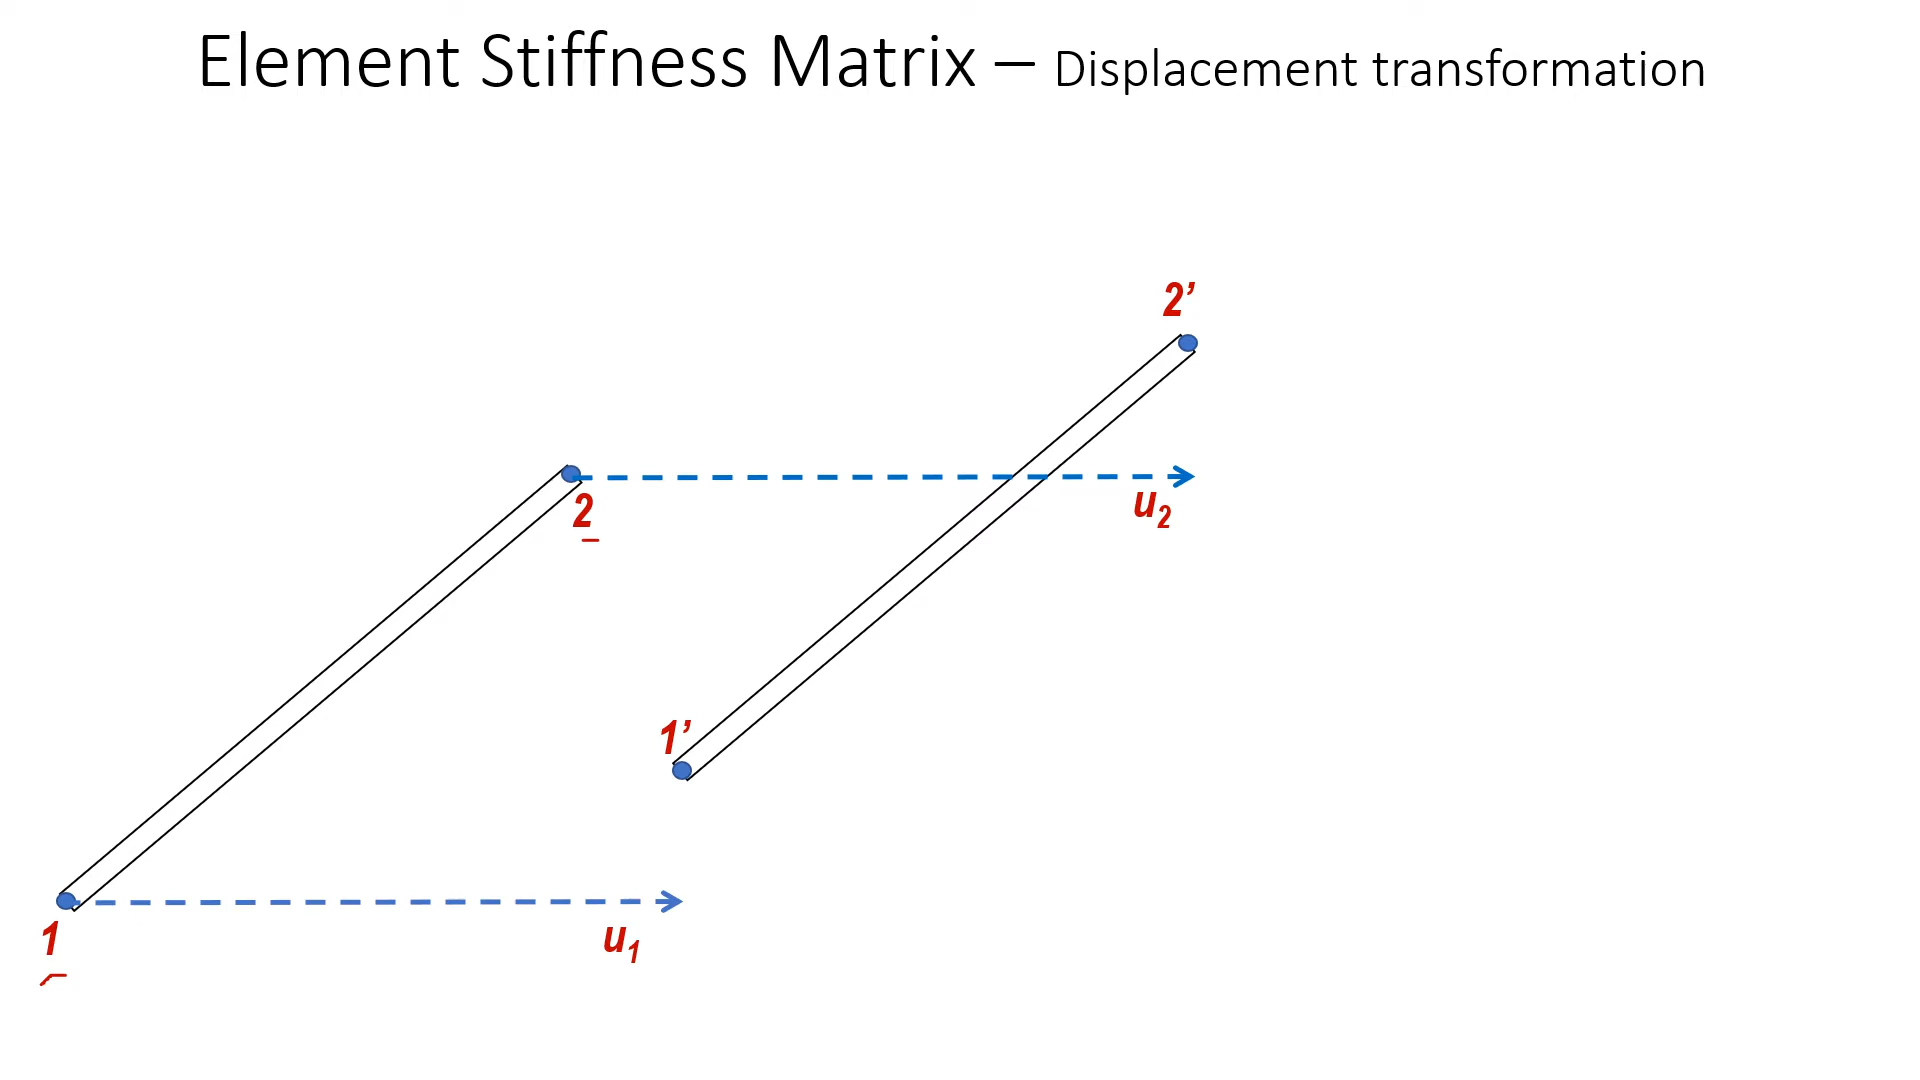 Element Stiffness Matrix – Displacement transformation
2’
2
u2
1’
1
u1